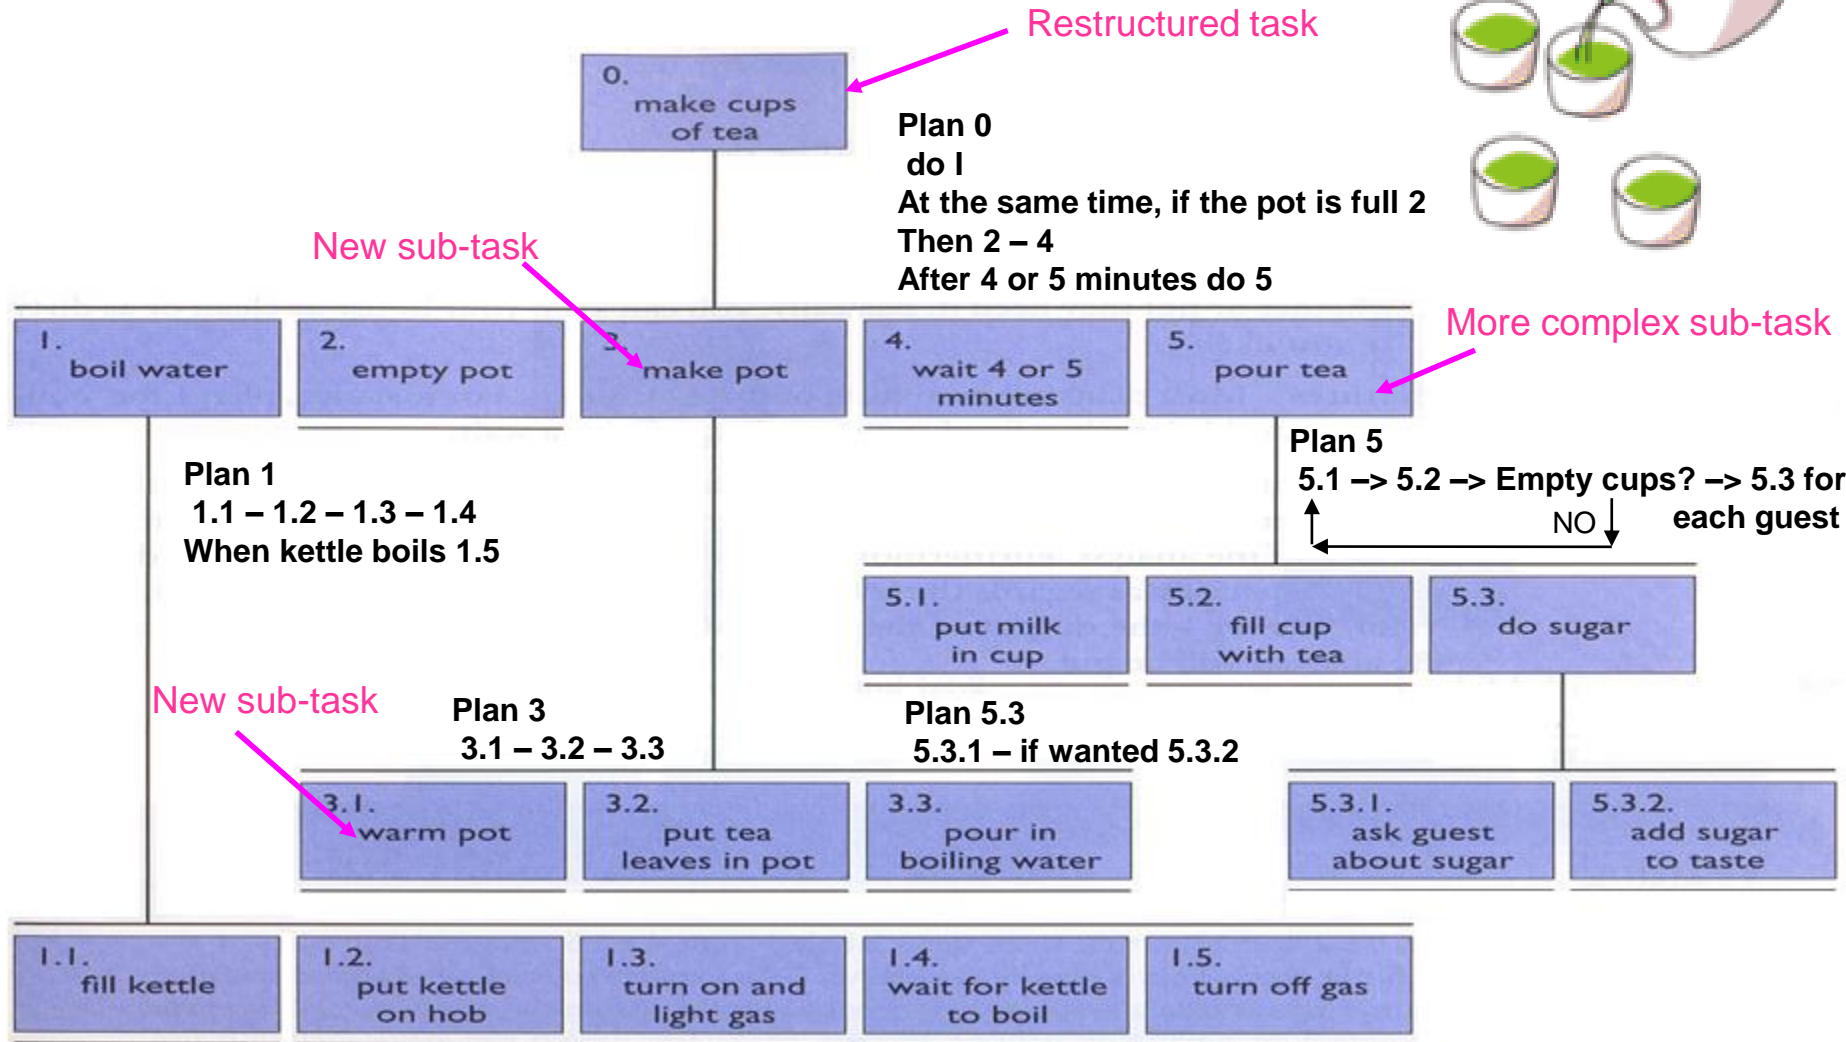 Restructured task
0.
make cups
of tea
Plan 0
do I
At the same time, if the pot is full 2
Then 2 – 4
After 4 or 5 minutes do 5
New sub-task
More complex sub-task
1.
boil water
2.
empty pot
3.
make pot
4.
wait 4 or 5
minutes
5.
pour tea
Plan 1
1.1 – 1.2 – 1.3 – 1.4
When kettle boils 1.5
Plan 5
5.1 –> 5.2 –> Empty cups? –> 5.3 for
each guest
NO
5.1.
put milk
in cup
5.2.
fill cup
with tea
5.3.
do sugar
New sub-task
Plan 3
3.1 – 3.2 – 3.3
Plan 5.3
5.3.1 – if wanted 5.3.2
3.1.
warm pot
3.2.
put tea
leaves in pot
3.3.
pour in
boiling water
5.3.1.
ask guest
about sugar
5.3.2.
add sugar
to taste
1.1.
fill kettle
1.2.
put kettle
on hob
1.3.
turn on and
light gas
1.4.
wait for kettle
to boil
1.5.
turn off gas